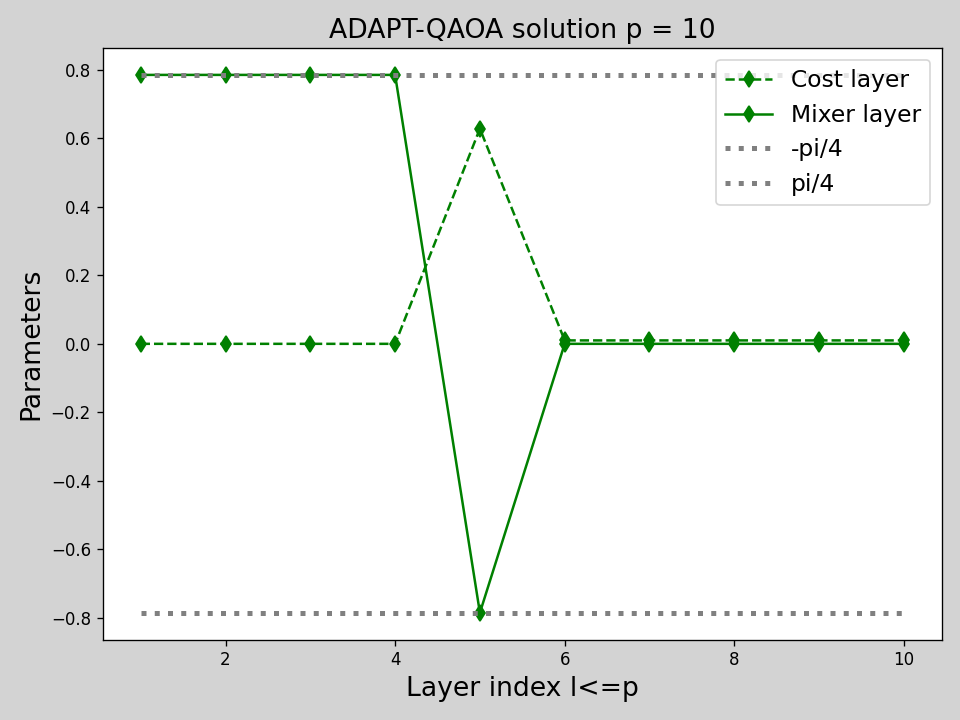 ADAPT-QAOA solution p = 10
Cost layer
Mixer layer
-pi/4
pi/4
Parameters
0.8
0.6
0.4
0.2
0.0
−0.2
−0.4
−0.6
−0.8
2 4 6 8 10
Layer index l<=p